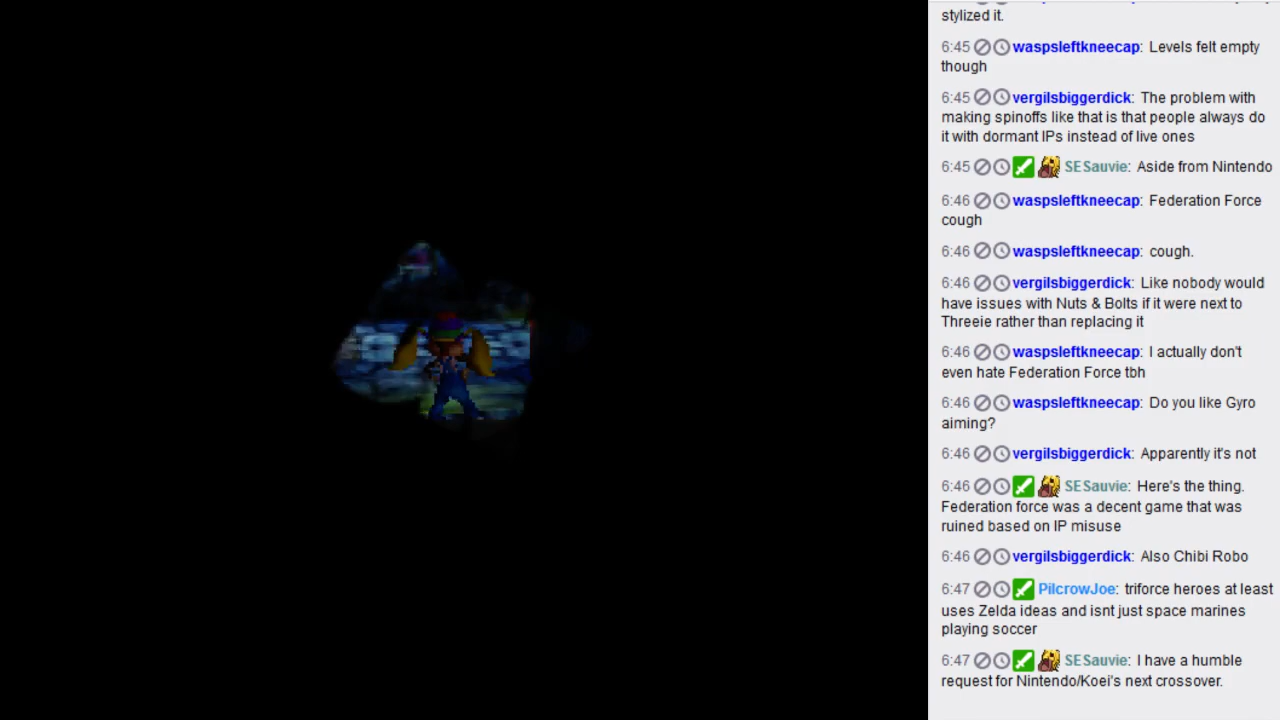 stylized it.
6:45 waspsleftkneecap: Levels felt empty
though
6:45 vergilsbiggerdick: The problem with
making spinoffs like that is that people always do
it with dormant IPs instead of live ones
6:45 SESauvie: Aside from Nintendo
6:46 waspsleftkneecap: Federation Force
cough
6:46 waspsleftkneecap: cough.
6:46 vergilsbiggerdick: Like nobody would
have issues with Nuts & Bolts if it were next to
Threeie rather than replacing it
6:46 waspsleftkneecap: I actually don't
even hate Federation Force tbh
6:46 waspsleftkneecap: Do you like Gyro
aiming?
6:46 vergilsbiggerdick: Apparently it's not
6:46 SESauvie: Here's the thing.
Federation force was a decent game that was
ruined based on IP misuse
6:46 vergilsbiggerdick: Also Chibi Robo
6:47 PilcrowJoe: triforce heroes at least
uses Zelda ideas and isnt just space marines
playing soccer
6:47 SESauvie: I have a humble
request for Nintendo/Koei's next crossover.